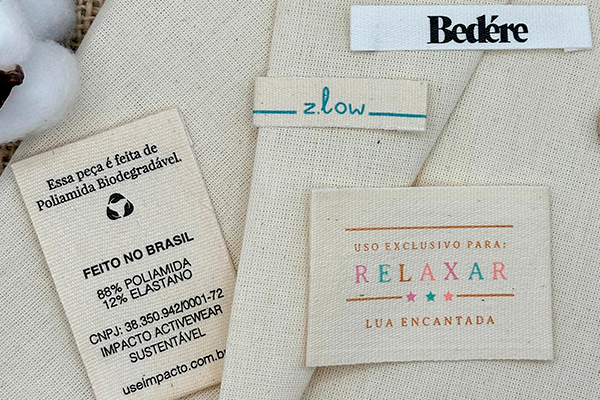 Bedére
z.low
Essa peça é feita de
Poliamida Biodegradável.
FEITO NO BRASIL
88% POLIAMIDA
12% ELASTANO
CNPJ: 38.350.942/0001-72
IMPACTO ACTIVEWEAR
SUSTENTÁVEL
useimpacto.com.br
USO EXCLUSIVO PARA:
RELAXAR
LUA ENCANTADA